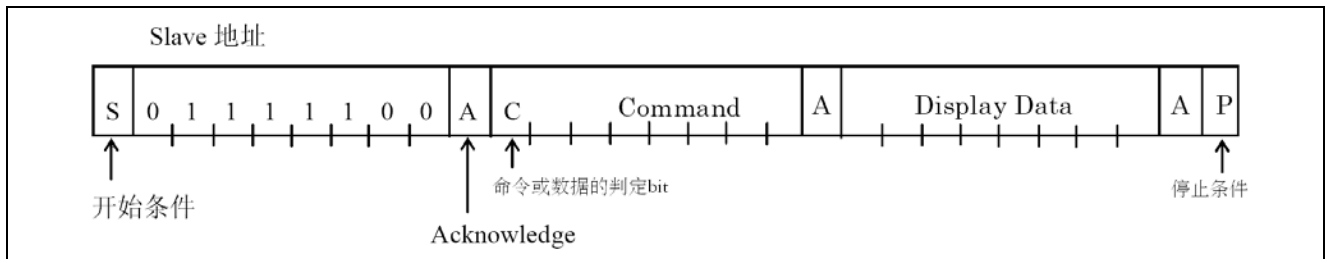 Slave 地址
S 0 1 1 1 1 1 0 0 A C Command A Display Data A P
命令或数据的判定bit
停止条件
开始条件
Acknowledge